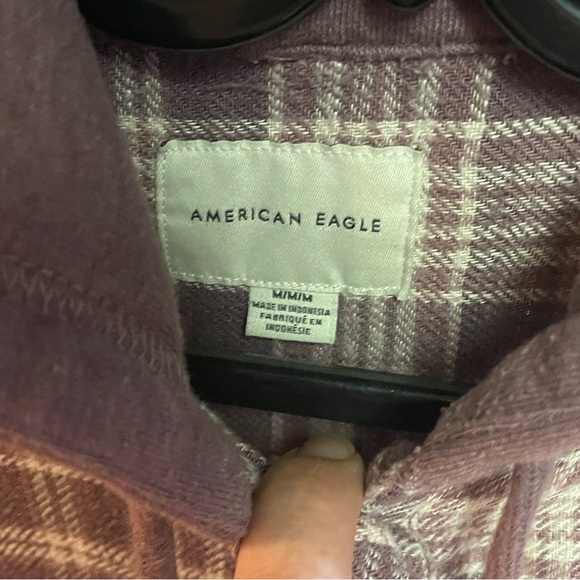 AMERICAN EAGLE
M/M/M
MADE IN INDONESIA
FABRIQUÉ EN
INDONÉSIE